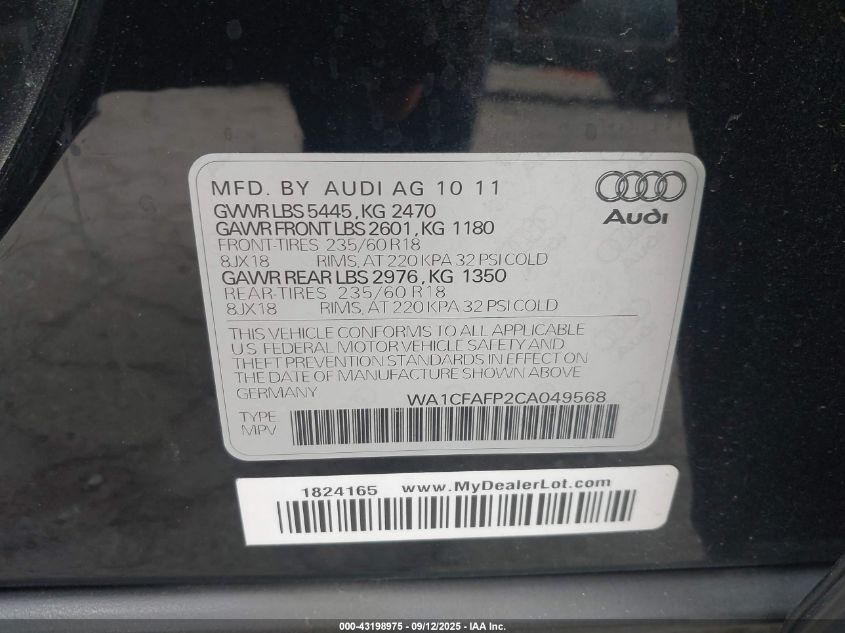 MFD. BY AUDI AG 10 11
Audi
GVWR LBS 5445, KG 2470
GAWR FRONT LBS 2601, KG 1180
FRONT-TIRES 235/60 R18
8JX18 RIMS, AT 220 KPA 32 PSI COLD
GAWR REAR LBS 2976, KG 1350
REAR-TIRES 235/60 R18
8JX18 RIMS, AT 220 KPA 32 PSI COLD
THIS VEHICLE CONFORMS TO ALL APPLICABLE
U.S. FEDERAL MOTOR VEHICLE SAFETY AND
THEFT PREVENTION STANDARDS IN EFFECT ON
THE DATE OF MANUFACTURE SHOWN ABOVE
GERMANY WA1CFAFP2CA049568
TYPE
MPV
1824165 www.MyDealerLot.com
000-43198975 - 09/12/2025 - IAA Inc.